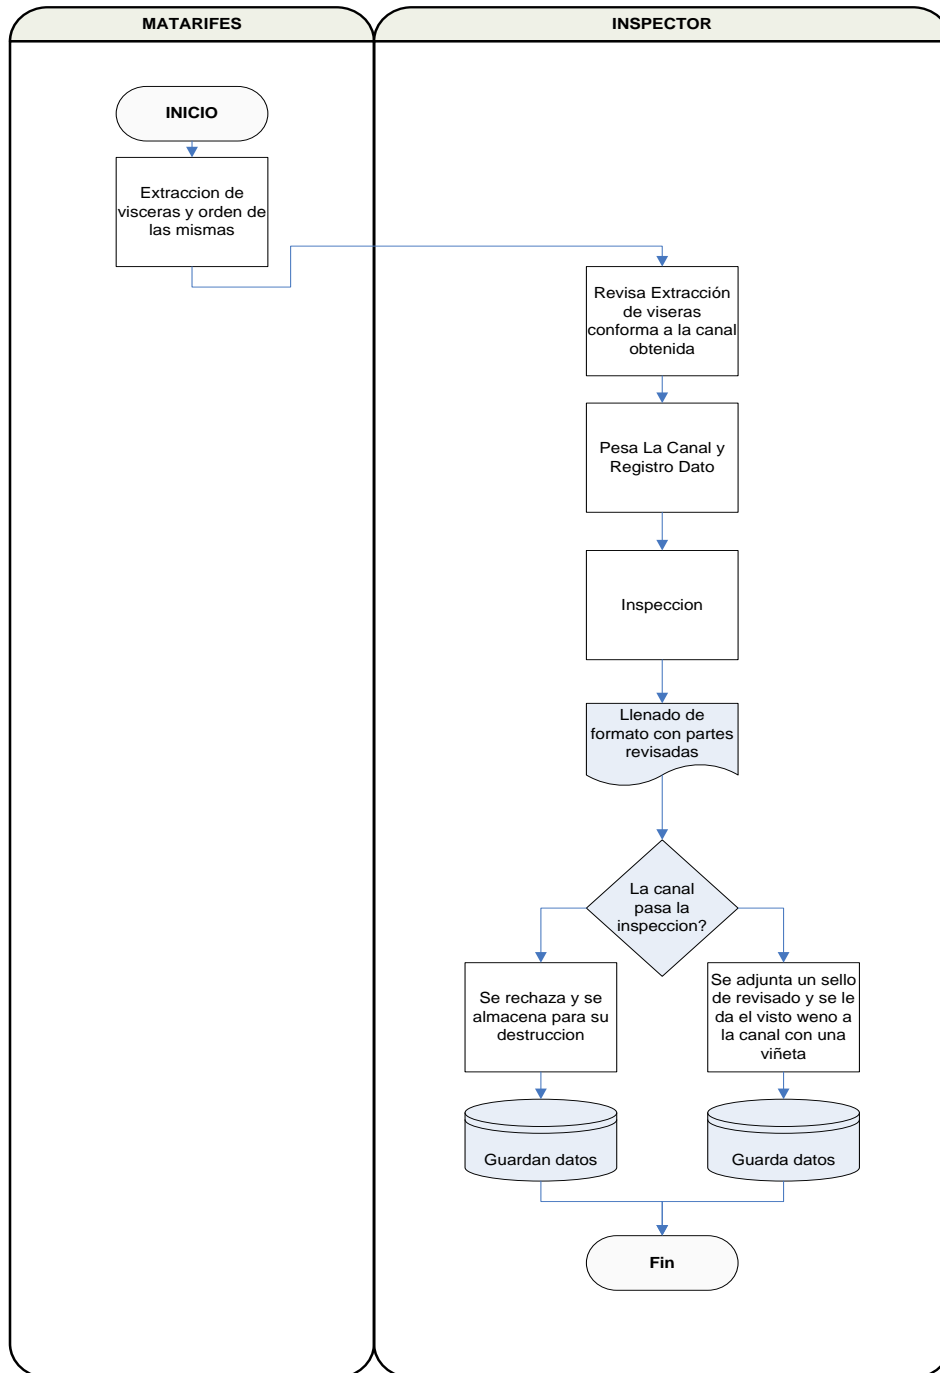 MATARIFES
INSPECTOR
INICIO
Extraccion de
visceras y orden de
las mismas
Revisa Extracción
de viseras
conforma a la canal
obtenida
Pesa La Canal y
Registro Dato
Inspeccion
Llenado de
formato con partes
revisadas
La canal
pasa la
inspeccion?
Se rechaza y se
almacena para su
destruccion
Se adjunta un sello
de revisado y se le
da el visto weno a
la canal con una
viñeta
Guardan datos
Guarda datos
Fin